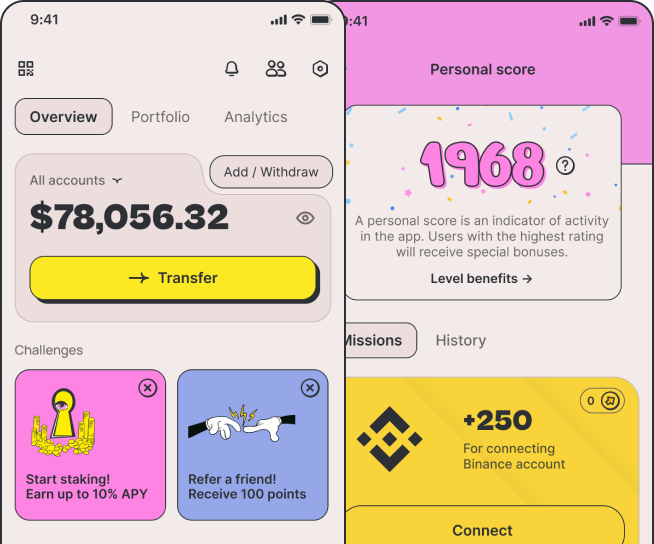 9:41
Overview
Portfolio
Analytics
All accounts
Add / Withdraw
$78,056.32
Transfer
Challenges
Start staking!
Earn up to 10% APY
Refer a friend!
Receive 100 points
9:41
Personal score
1968
?
A personal score is an indicator of activity
in the app. Users with the highest rating
will receive special bonuses.
Level benefits →
Missions
History
0
+250
For connecting
Binance account
Connect